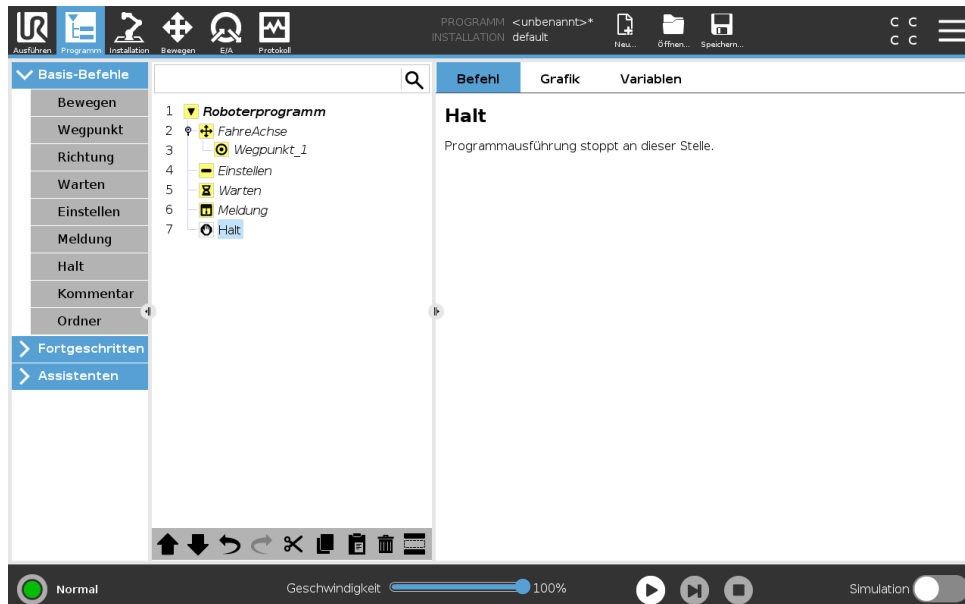 UR
Ausführen
Programm
Installation
Bewegen
E/A
Protokoll
PROGRAMM <unbenannt>*
INSTALLATION default
Neu...
Öffnen...
Speichern...
C C
C C
Basis-Befehle
Bewegen
Wegpunkt
Richtung
Warten
Einstellen
Meldung
Halt
Kommentar
Ordner
Fortgeschritten
Assistenten
1 Roboterprogramm
2 FahreAchse
3 Wegpunkt_1
4 Einstellen
5 Warten
6 Meldung
7 Halt
Befehl Grafik Variablen
Halt
Programmausführung stoppt an dieser Stelle.
Normal
Geschwindigkeit 100%
Simulation